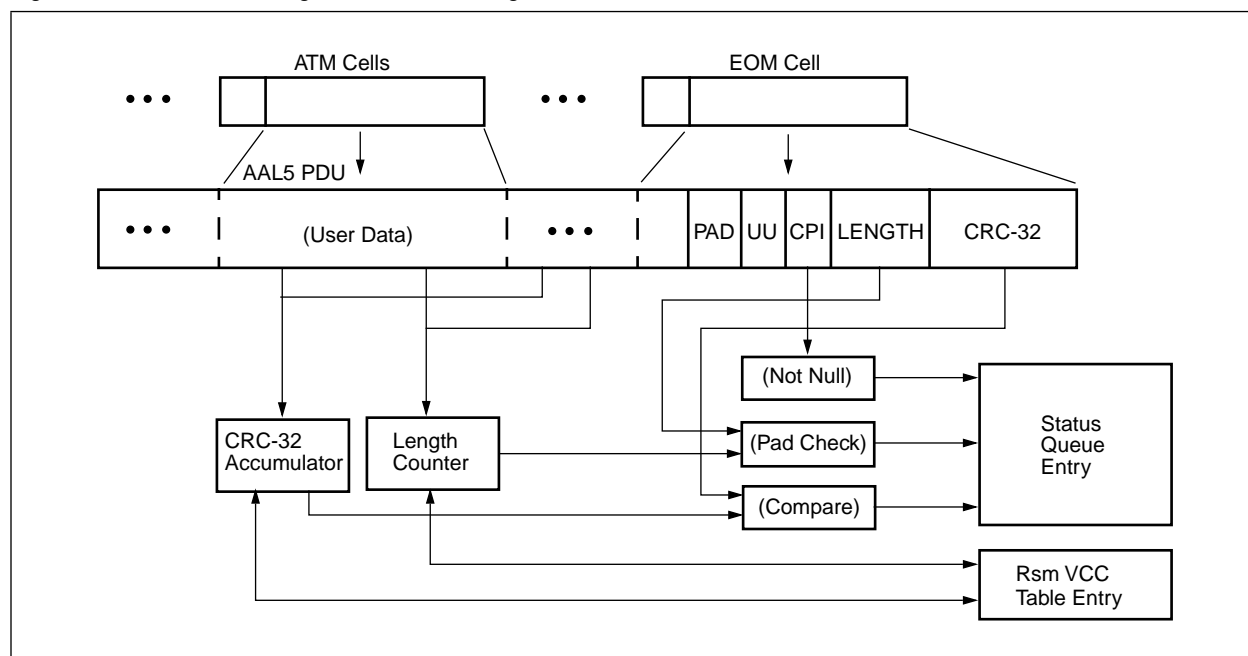 ATM Cells
EOM Cell
AAL5 PDU
(User Data)
PAD
UU
CPI
LENGTH
CRC-32
(Not Null)
CRC-32
Accumulator
Length
Counter
(Pad Check)
(Compare)
Status
Queue
Entry
Rsm VCC
Table Entry